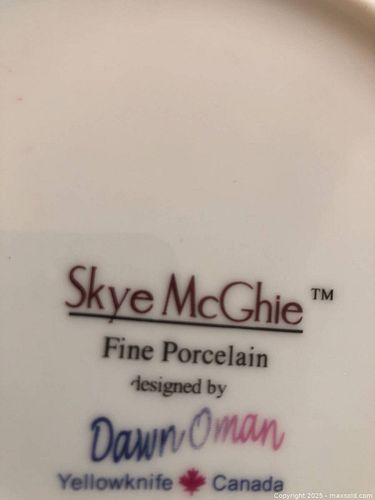 Skye McGhie ™
Fine Porcelain
designed by
Dawn Oman
Yellowknife 🍁 Canada
Copyright 2025 - maxsold.com